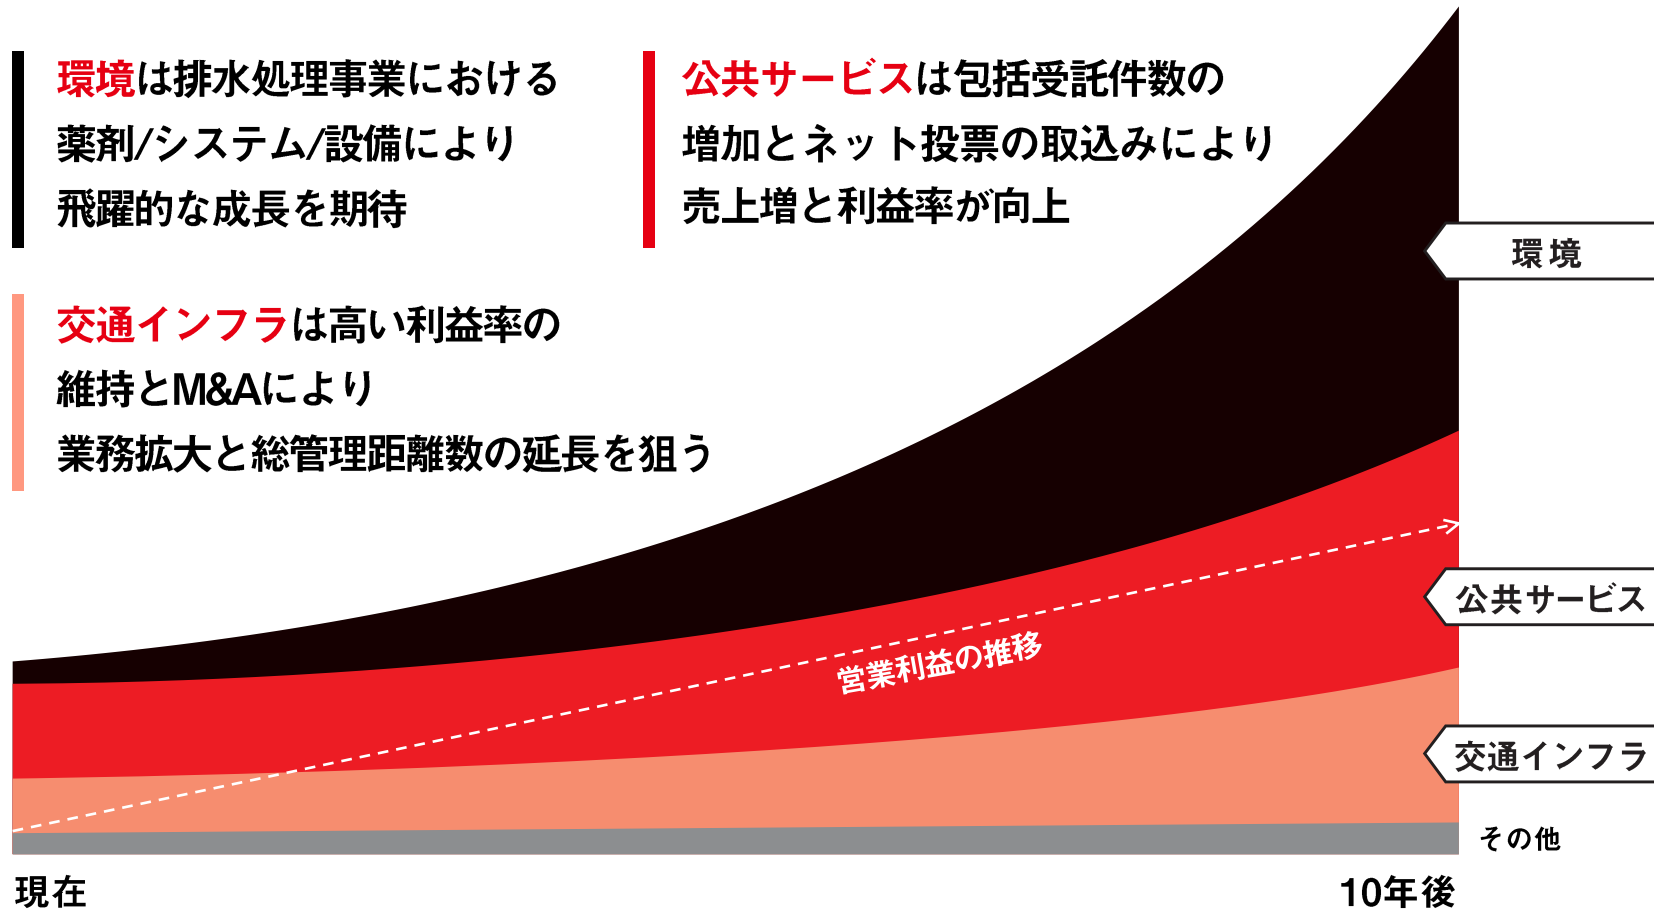 環境は排水処理事業における
薬剤/システム/設備により
飛躍的な成長を期待
公共サービスは包括受託件数の
増加とネット投票の取込みにより
売上増と利益率が向上
交通インフラは高い利益率の
維持とM&Aにより
業務拡大と総管理距離数の延長を狙う
環境
公共サービス
営業利益の推移
交通インフラ
その他
現在
10年後